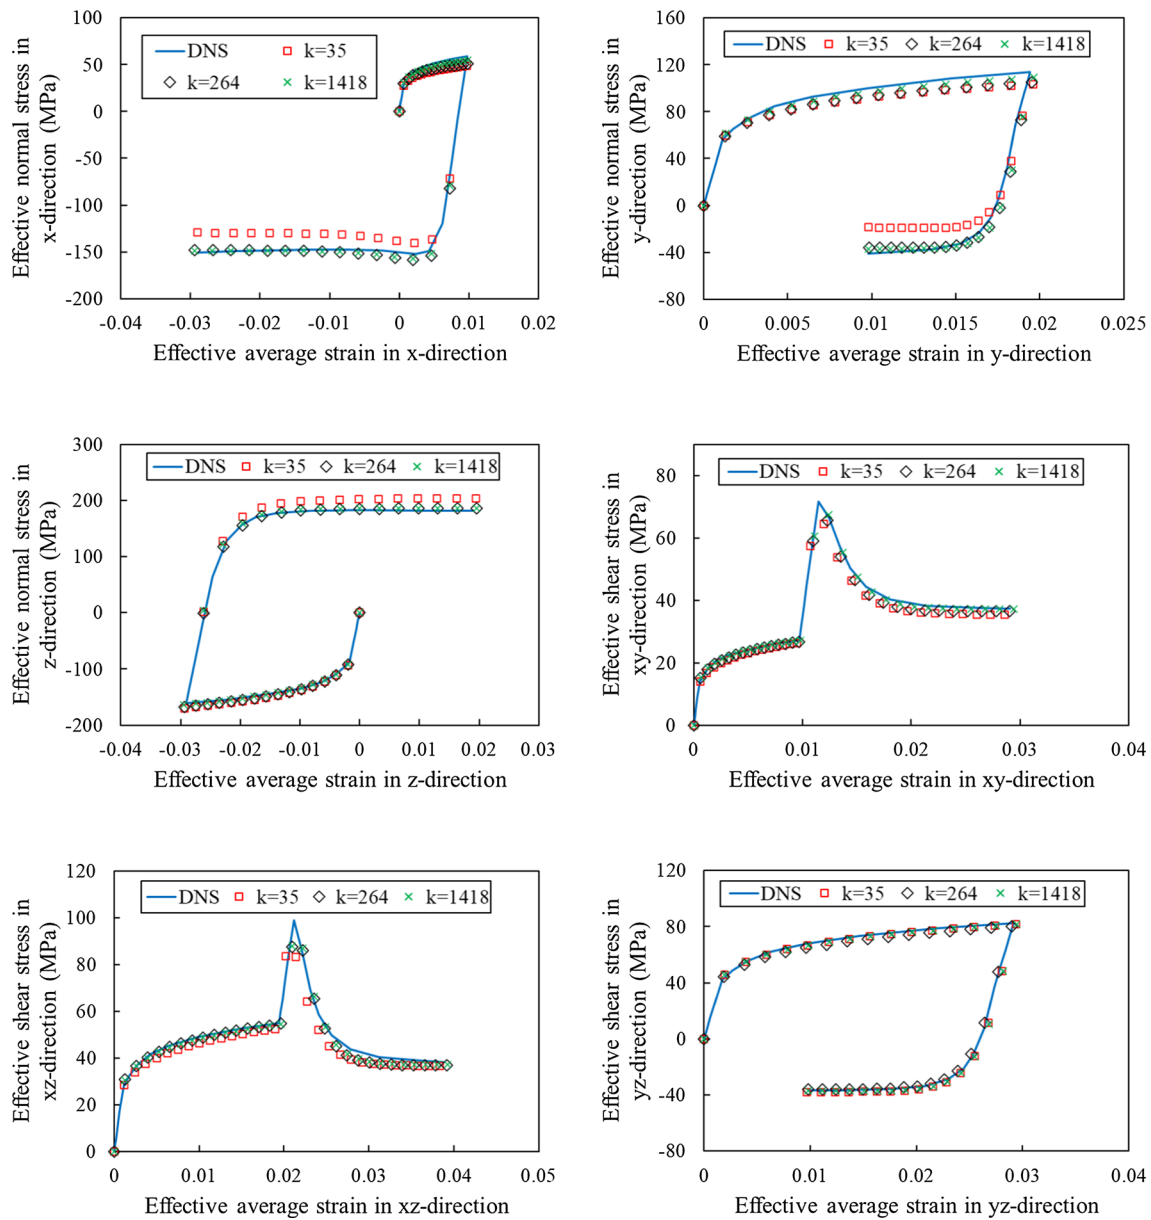 Effective normal stress in
x-direction (MPa)
100
50
0
-50
-100
-150
-200
DNS k=35
k=264 k=1418
-0.04 -0.03 -0.02 -0.01 0 0.01 0.02
Effective average strain in x-direction
Effective normal stress in
y-direction (MPa)
160
120
80
40
0
-40
-80
DNS k=35 k=264 k=1418
0 0.005 0.01 0.015 0.02 0.025
Effective average strain in y-direction
Effective normal stress in
z-direction (MPa)
300
200
100
0
-100
-200
DNS k=35 k=264 k=1418
-0.04 -0.03 -0.02 -0.01 0 0.01 0.02 0.03
Effective average strain in z-direction
Effective shear stress in
xy-direction (MPa)
80
60
40
20
0
DNS k=35 k=264 k=1418
0 0.01 0.02 0.03 0.04
Effective average strain in xy-direction
Effective shear stress in
xz-direction (MPa)
120
100
80
60
40
20
0
DNS k=35 k=264 k=1418
0 0.01 0.02 0.03 0.04 0.05
Effective average strain in xz-direction
Effective shear stress in
yz-direction (MPa)
120
80
40
0
-40
-80
DNS k=35 k=264 k=1418
0 0.01 0.02 0.03 0.04
Effective average strain in yz-direction